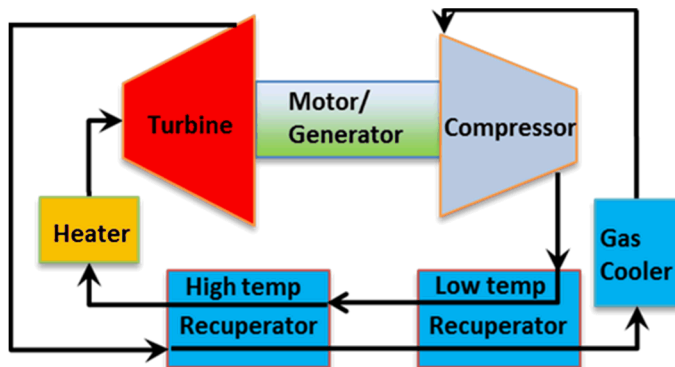 Motor/
Generator
Turbine
Compressor
Heater
Gas
Cooler
High temp
Recuperator
Low temp
Recuperator